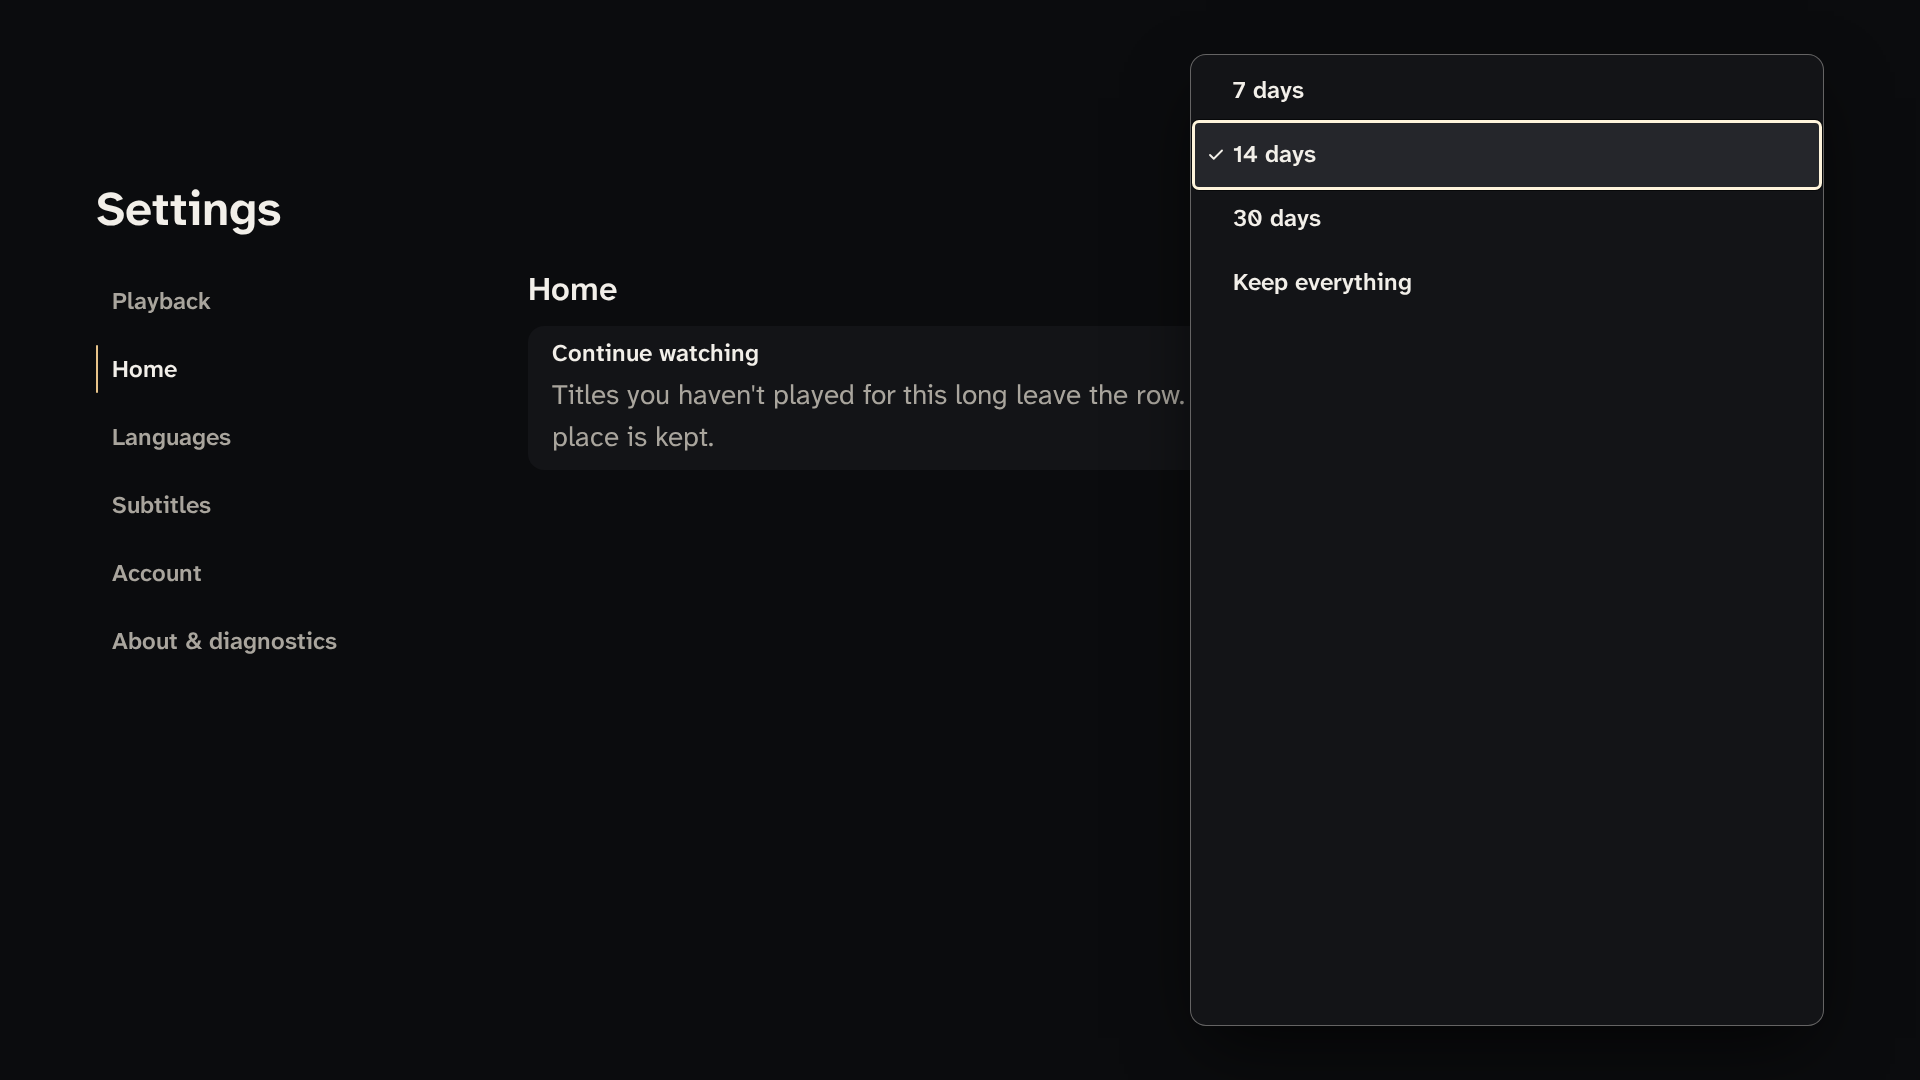 Settings
Playback
Home
Languages
Subtitles
Account
About & diagnostics
Home
Continue watching
Titles you haven't played for this long leave the row.
place is kept.
7 days
14 days
30 days
Keep everything